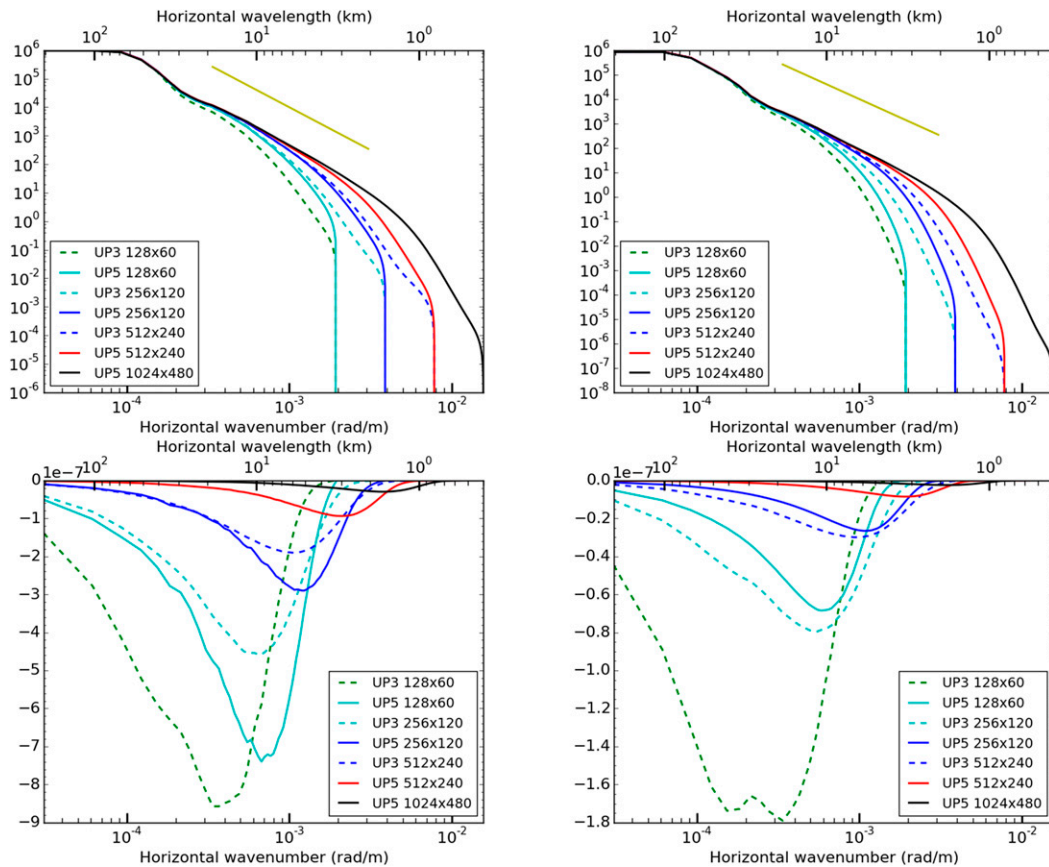 Horizontal wavelength (km)
10² 10¹ 10⁰
10⁶
10⁵
10⁴
10³
10²
10¹
10⁰
10⁻¹
10⁻²
10⁻³
10⁻⁴
10⁻⁵
10⁻⁶
UP3 128x60
UP5 128x60
UP3 256x120
UP5 256x120
UP3 512x240
UP5 512x240
UP5 1024x480
10⁻⁴ 10⁻³ 10⁻²
Horizontal wavenumber (rad/m)
Horizontal wavelength (km)
10² 10¹ 10⁰
10⁶
10⁵
10⁴
10³
10²
10¹
10⁰
10⁻¹
10⁻²
10⁻³
10⁻⁴
10⁻⁵
10⁻⁶
10⁻⁷
10⁻⁸
UP3 128x60
UP5 128x60
UP3 256x120
UP5 256x120
UP3 512x240
UP5 512x240
UP5 1024x480
10⁻⁴ 10⁻³ 10⁻²
Horizontal wavenumber (rad/m)
Horizontal wavelength (km)
1e−7 10² 10¹ 10⁰
0
−1
−2
−3
−4
−5
−6
−7
−8
−9
UP3 128x60
UP5 128x60
UP3 256x120
UP5 256x120
UP3 512x240
UP5 512x240
UP5 1024x480
10⁻⁴ 10⁻³ 10⁻²
Horizontal wavenumber (rad/m)
Horizontal wavelength (km)
1e−7 10² 10¹ 10⁰
0.0
−0.2
−0.4
−0.6
−0.8
−1.0
−1.2
−1.4
−1.6
−1.8
UP3 128x60
UP5 128x60
UP3 256x120
UP5 256x120
UP3 512x240
UP5 512x240
UP5 1024x480
10⁻⁴ 10⁻³ 10⁻²
Horizontal wavenumber (rad/m)